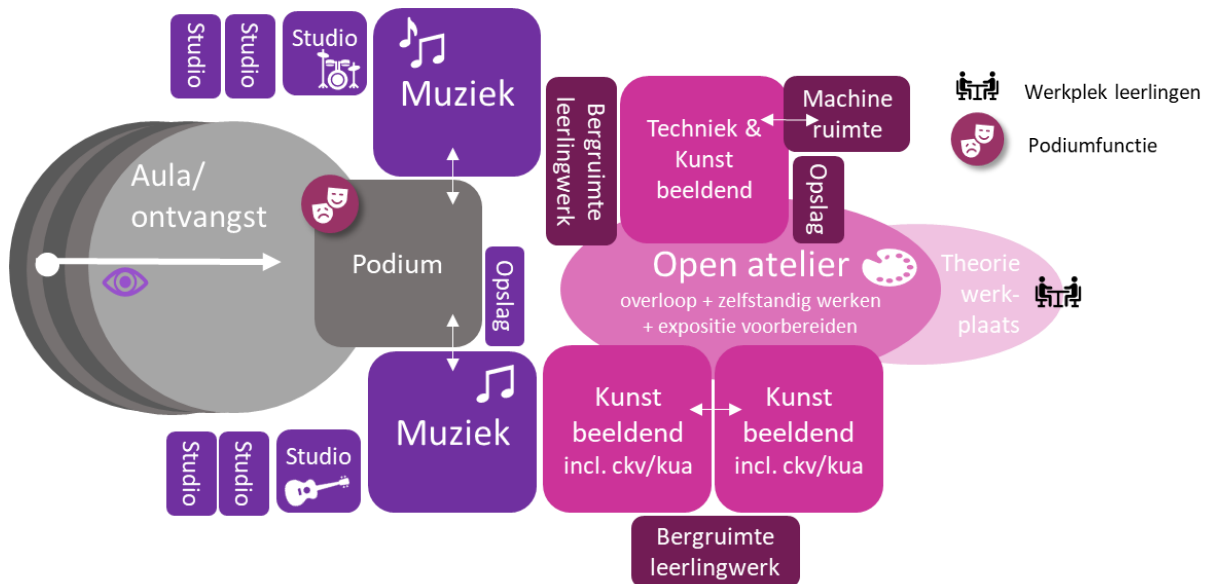 Studio
Studio
Studio
Muziek
Aula/
ontvangst
Podium
Opslag
Muziek
Studio
Studio
Studio
Bergruimte
leerlingwerk
Techniek &
Kunst
beeldend
Machine
ruimte
Opslag
Open atelier
overloop + zelfstandig werken
+ expositie voorbereiden
Theorie
werk-
plaats
Kunst
beeldend
incl. ckv/kua
Kunst
beeldend
incl. ckv/kua
Bergruimte
leerlingwerk
Werkplek leerlingen
Podiumfunctie